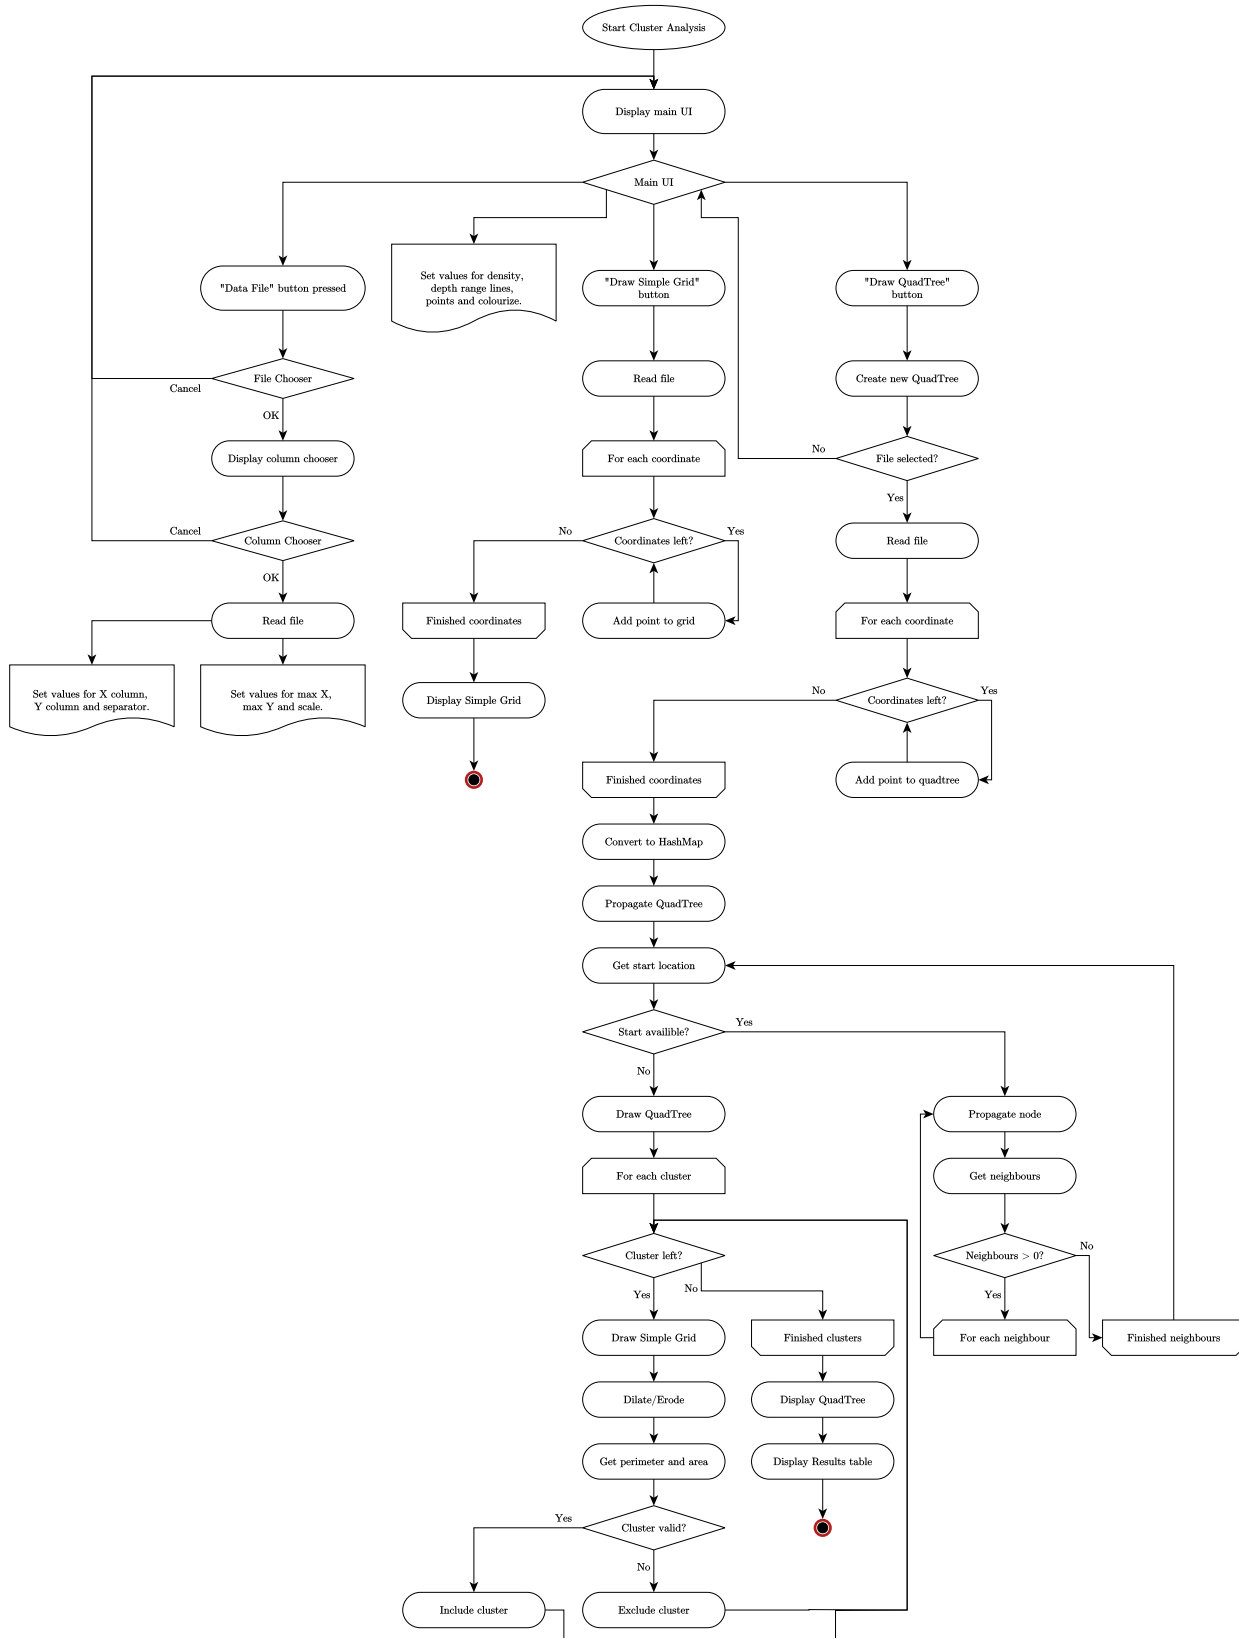 Start Cluster Analysis
Display main UI
Main UI
"Data File" button pressed
Set values for density,
depth range lines,
points and colourize.
"Draw Simple Grid"
button
"Draw QuadTree"
button
File Chooser
Cancel
OK
Read file
Create new QuadTree
Display column chooser
For each coordinate
No
File selected?
Yes
Cancel
Column Chooser
OK
No
Coordinates left?
Yes
Read file
Read file
Finished coordinates
Add point to grid
For each coordinate
Set values for X column,
Y column and separator.
Set values for max X,
max Y and scale.
Display Simple Grid
No
Coordinates left?
Yes
Finished coordinates
Add point to quadtree
Convert to HashMap
Propagate QuadTree
Get start location
Start availible?
Yes
No
Draw QuadTree
Propagate node
For each cluster
Get neighbours
Cluster left?
Neighbours > 0?
No
Yes
No
Yes
Draw Simple Grid
Finished clusters
For each neighbour
Finished neighbours
Dilate/Erode
Display QuadTree
Get perimeter and area
Display Results table
Yes
Cluster valid?
No
Include cluster
Exclude cluster